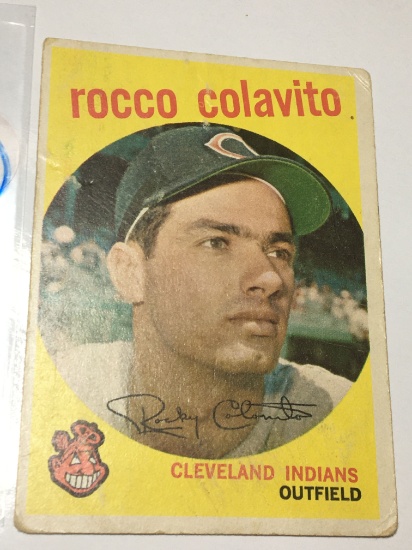 rocco colavito
C
Rocky Colavito
CLEVELAND INDIANS
OUTFIELD